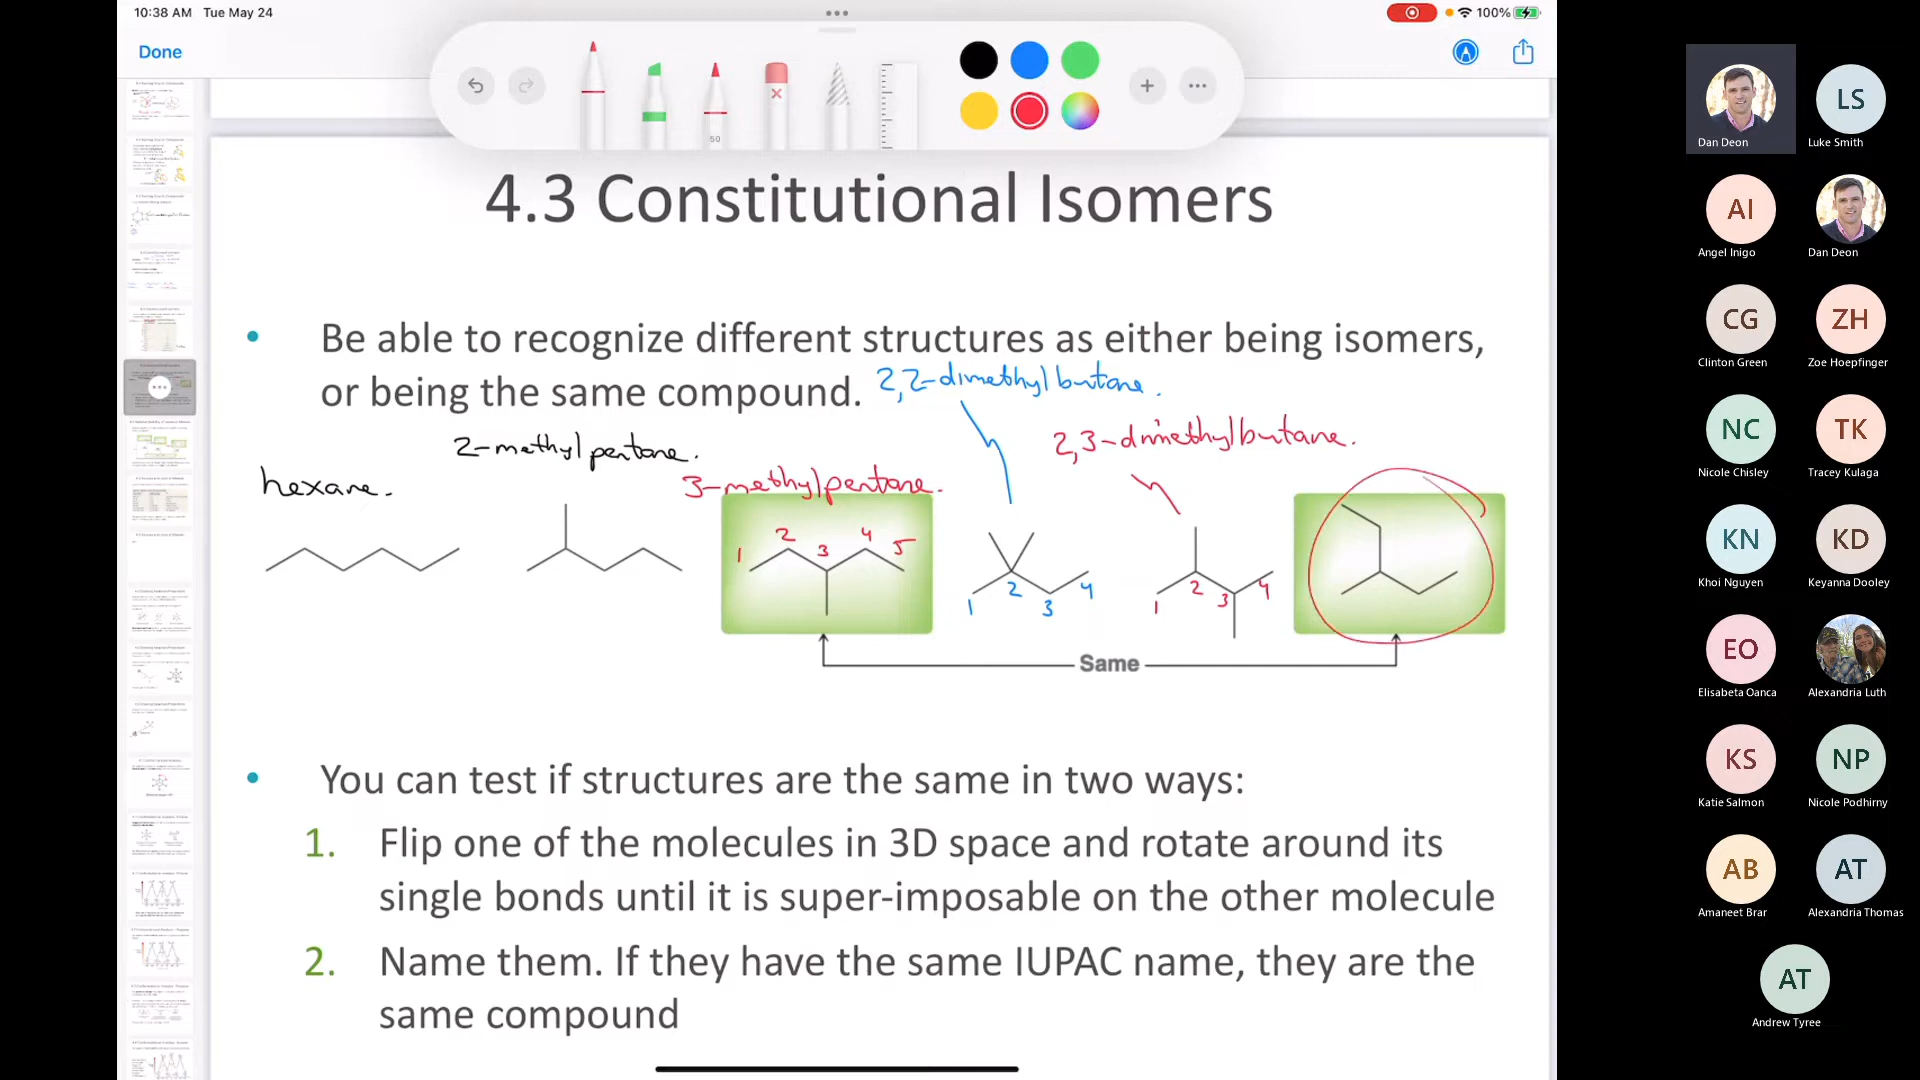 10:38 AM Tue May 24
100%
Done
50
4.3 Constitutional Isomers
• Be able to recognize different structures as either being isomers,
or being the same compound.
2,2-dimethylbutane.
2,3-dimethylbutane.
2-methylpentane.
hexane.
3-methylpentane.
1 2 3 4 5
1 2 3 4
1 2 3 4
Same
• You can test if structures are the same in two ways:
1. Flip one of the molecules in 3D space and rotate around its
single bonds until it is super-imposable on the other molecule
2. Name them. If they have the same IUPAC name, they are the
same compound
Dan Deon
LS
Luke Smith
AI
Angel Inigo
Dan Deon
CG
Clinton Green
ZH
Zoe Hoepfinger
NC
Nicole Chisley
TK
Tracey Kulaga
KN
Khoi Nguyen
KD
Keyanna Dooley
EO
Elisabeta Oanca
Alexandria Luth
KS
Katie Salmon
NP
Nicole Podhirny
AB
Amaneet Brar
AT
Alexandria Thomas
AT
Andrew Tyree